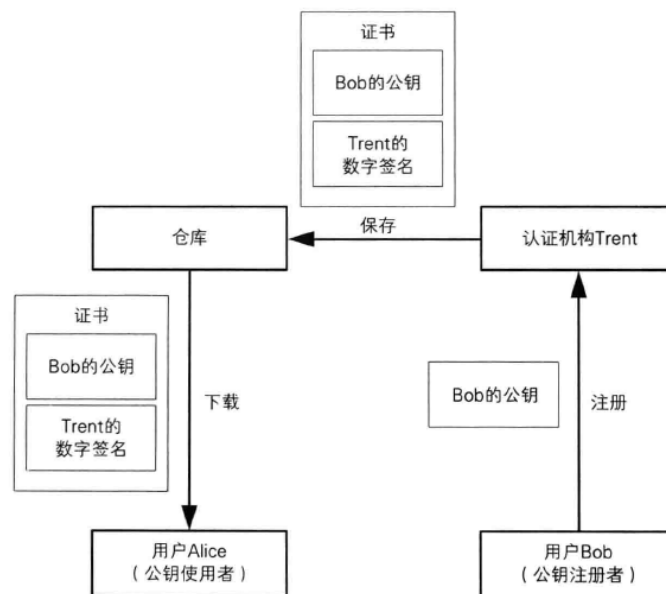 证书
Bob的公钥
Trent的
数字签名
仓库
保存
认证机构Trent
证书
Bob的公钥
Trent的
数字签名
下载
Bob的公钥
注册
用户Alice
（公钥使用者）
用户Bob
（公钥注册者）